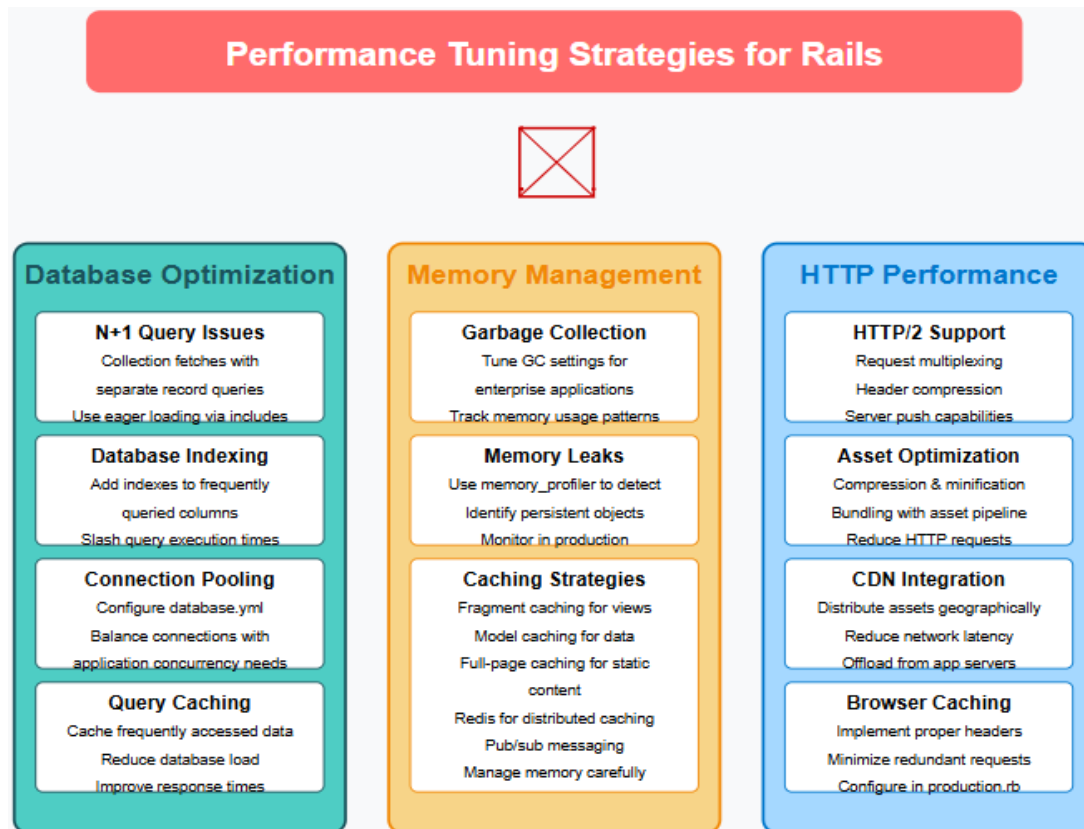 Performance Tuning Strategies for Rails
Database Optimization
N+1 Query Issues
Collection fetches with
separate record queries
Use eager loading via includes
Database Indexing
Add indexes to frequently
queried columns
Slash query execution times
Connection Pooling
Configure database.yml
Balance connections with
application concurrency needs
Query Caching
Cache frequently accessed data
Reduce database load
Improve response times
Memory Management
Garbage Collection
Tune GC settings for
enterprise applications
Track memory usage patterns
Memory Leaks
Use memory_profiler to detect
Identify persistent objects
Monitor in production
Caching Strategies
Fragment caching for views
Model caching for data
Full-page caching for static
content
Redis for distributed caching
Pub/sub messaging
Manage memory carefully
HTTP Performance
HTTP/2 Support
Request multiplexing
Header compression
Server push capabilities
Asset Optimization
Compression & minification
Bundling with asset pipeline
Reduce HTTP requests
CDN Integration
Distribute assets geographically
Reduce network latency
Offload from app servers
Browser Caching
Implement proper headers
Minimize redundant requests
Configure in production.rb